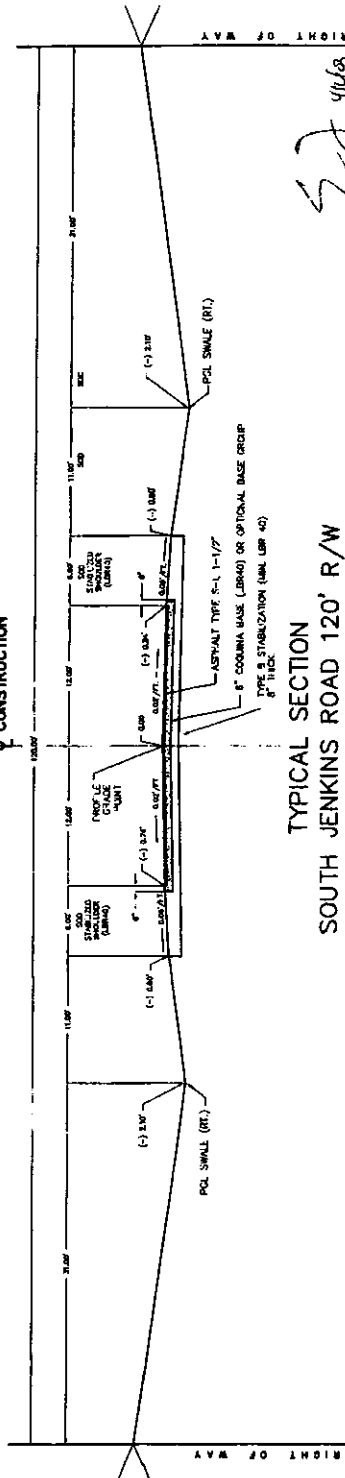 ℄ CONSTRUCTION
120.00'
31.00'
11.00'
6.00'
SOD
STABILIZED
SHOULDER
(LBR40)
12.00'
12.00'
6.00'
SOD
STABILIZED
SHOULDER
(LBR40)
11.00'
SOD
31.00'
SOD
PROFILE
GRADE
POINT
6"
6"
0.00
(-) 0.24'
(-) 0.24'
0.02'/FT.
0.02'/FT.
0.06'/FT.
0.06'/FT.
(-) 0.60'
(-) 0.60'
(-) 2.10'
(-) 2.10'
PGL SWALE (RT.)
PGL SWALE (RT.)
ASPHALT TYPE S-1, 1-1/2"
8" COQUINA BASE (LBR40) OR OPTIONAL BASE GROUP
TYPE B STABILIZATION (MIN. LBR 40)
8" THICK
RIGHT OF WAY
RIGHT OF WAY
TYPICAL SECTION
SOUTH JENKINS ROAD 120' R/W